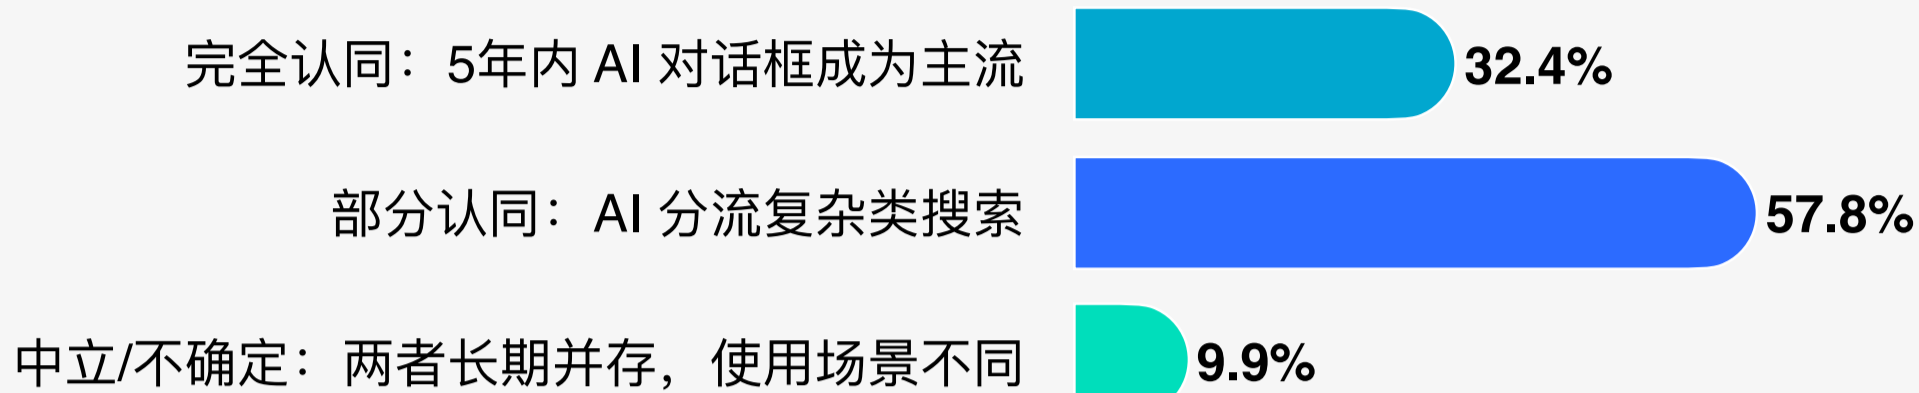 完全认同：5年内 AI 对话框成为主流 32.4%
部分认同：AI 分流复杂类搜索 57.8%
中立/不确定：两者长期并存，使用场景不同 9.9%